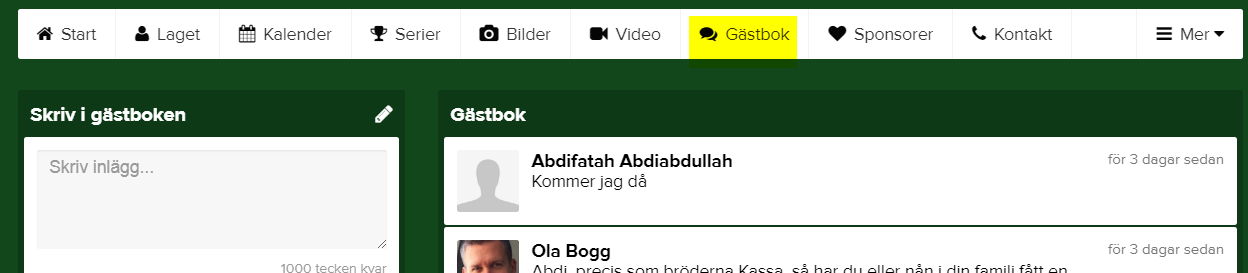 Start Laget Kalender Serier Bilder Video Gästbok Sponsorer Kontakt Mer
Skriv i gästboken
Skriv inlägg...
1000 tecken kvar
Gästbok
Abdifatah Abdiabdullah för 3 dagar sedan
Kommer jag då
Ola Bogg för 3 dagar sedan
Abdi, precis som bröderna Kassa, så har du eller nån i din familj fått en